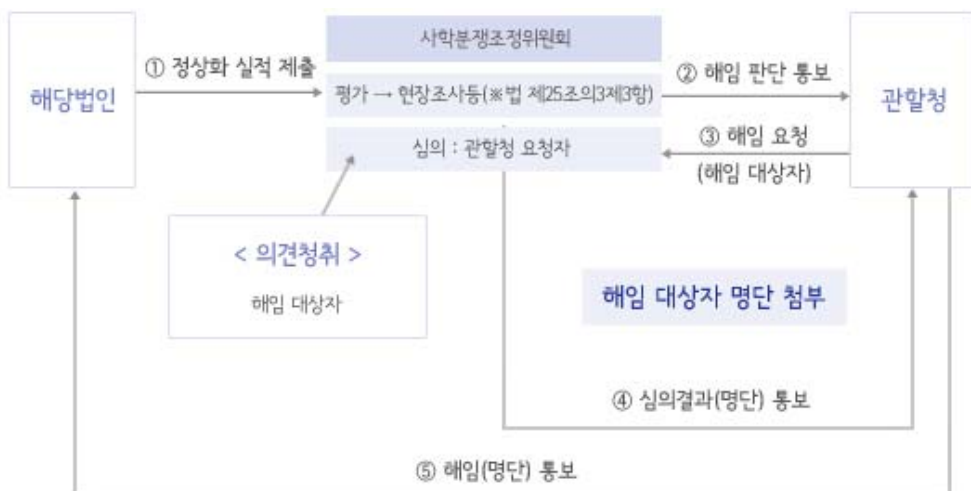 사학분쟁조정위원회
① 정상화 실적 제출
② 해임 판단 통보
해당법인
평가 → 현장조사등(※법 제25조의3제3항)
관할청
심의 : 관할청 요청자
③ 해임 요청
(해임 대상자)
< 의견청취 >
해임 대상자
해임 대상자 명단 첨부
④ 심의결과(명단) 통보
⑤ 해임(명단) 통보